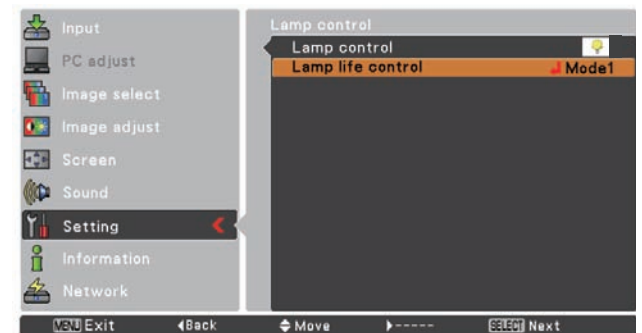 Input
PC adjust
Image select
Image adjust
Screen
Sound
Setting
Information
Network
Lamp control
Lamp control
Lamp life control Mode1
MENU Exit Back Move ----- SELECT Next